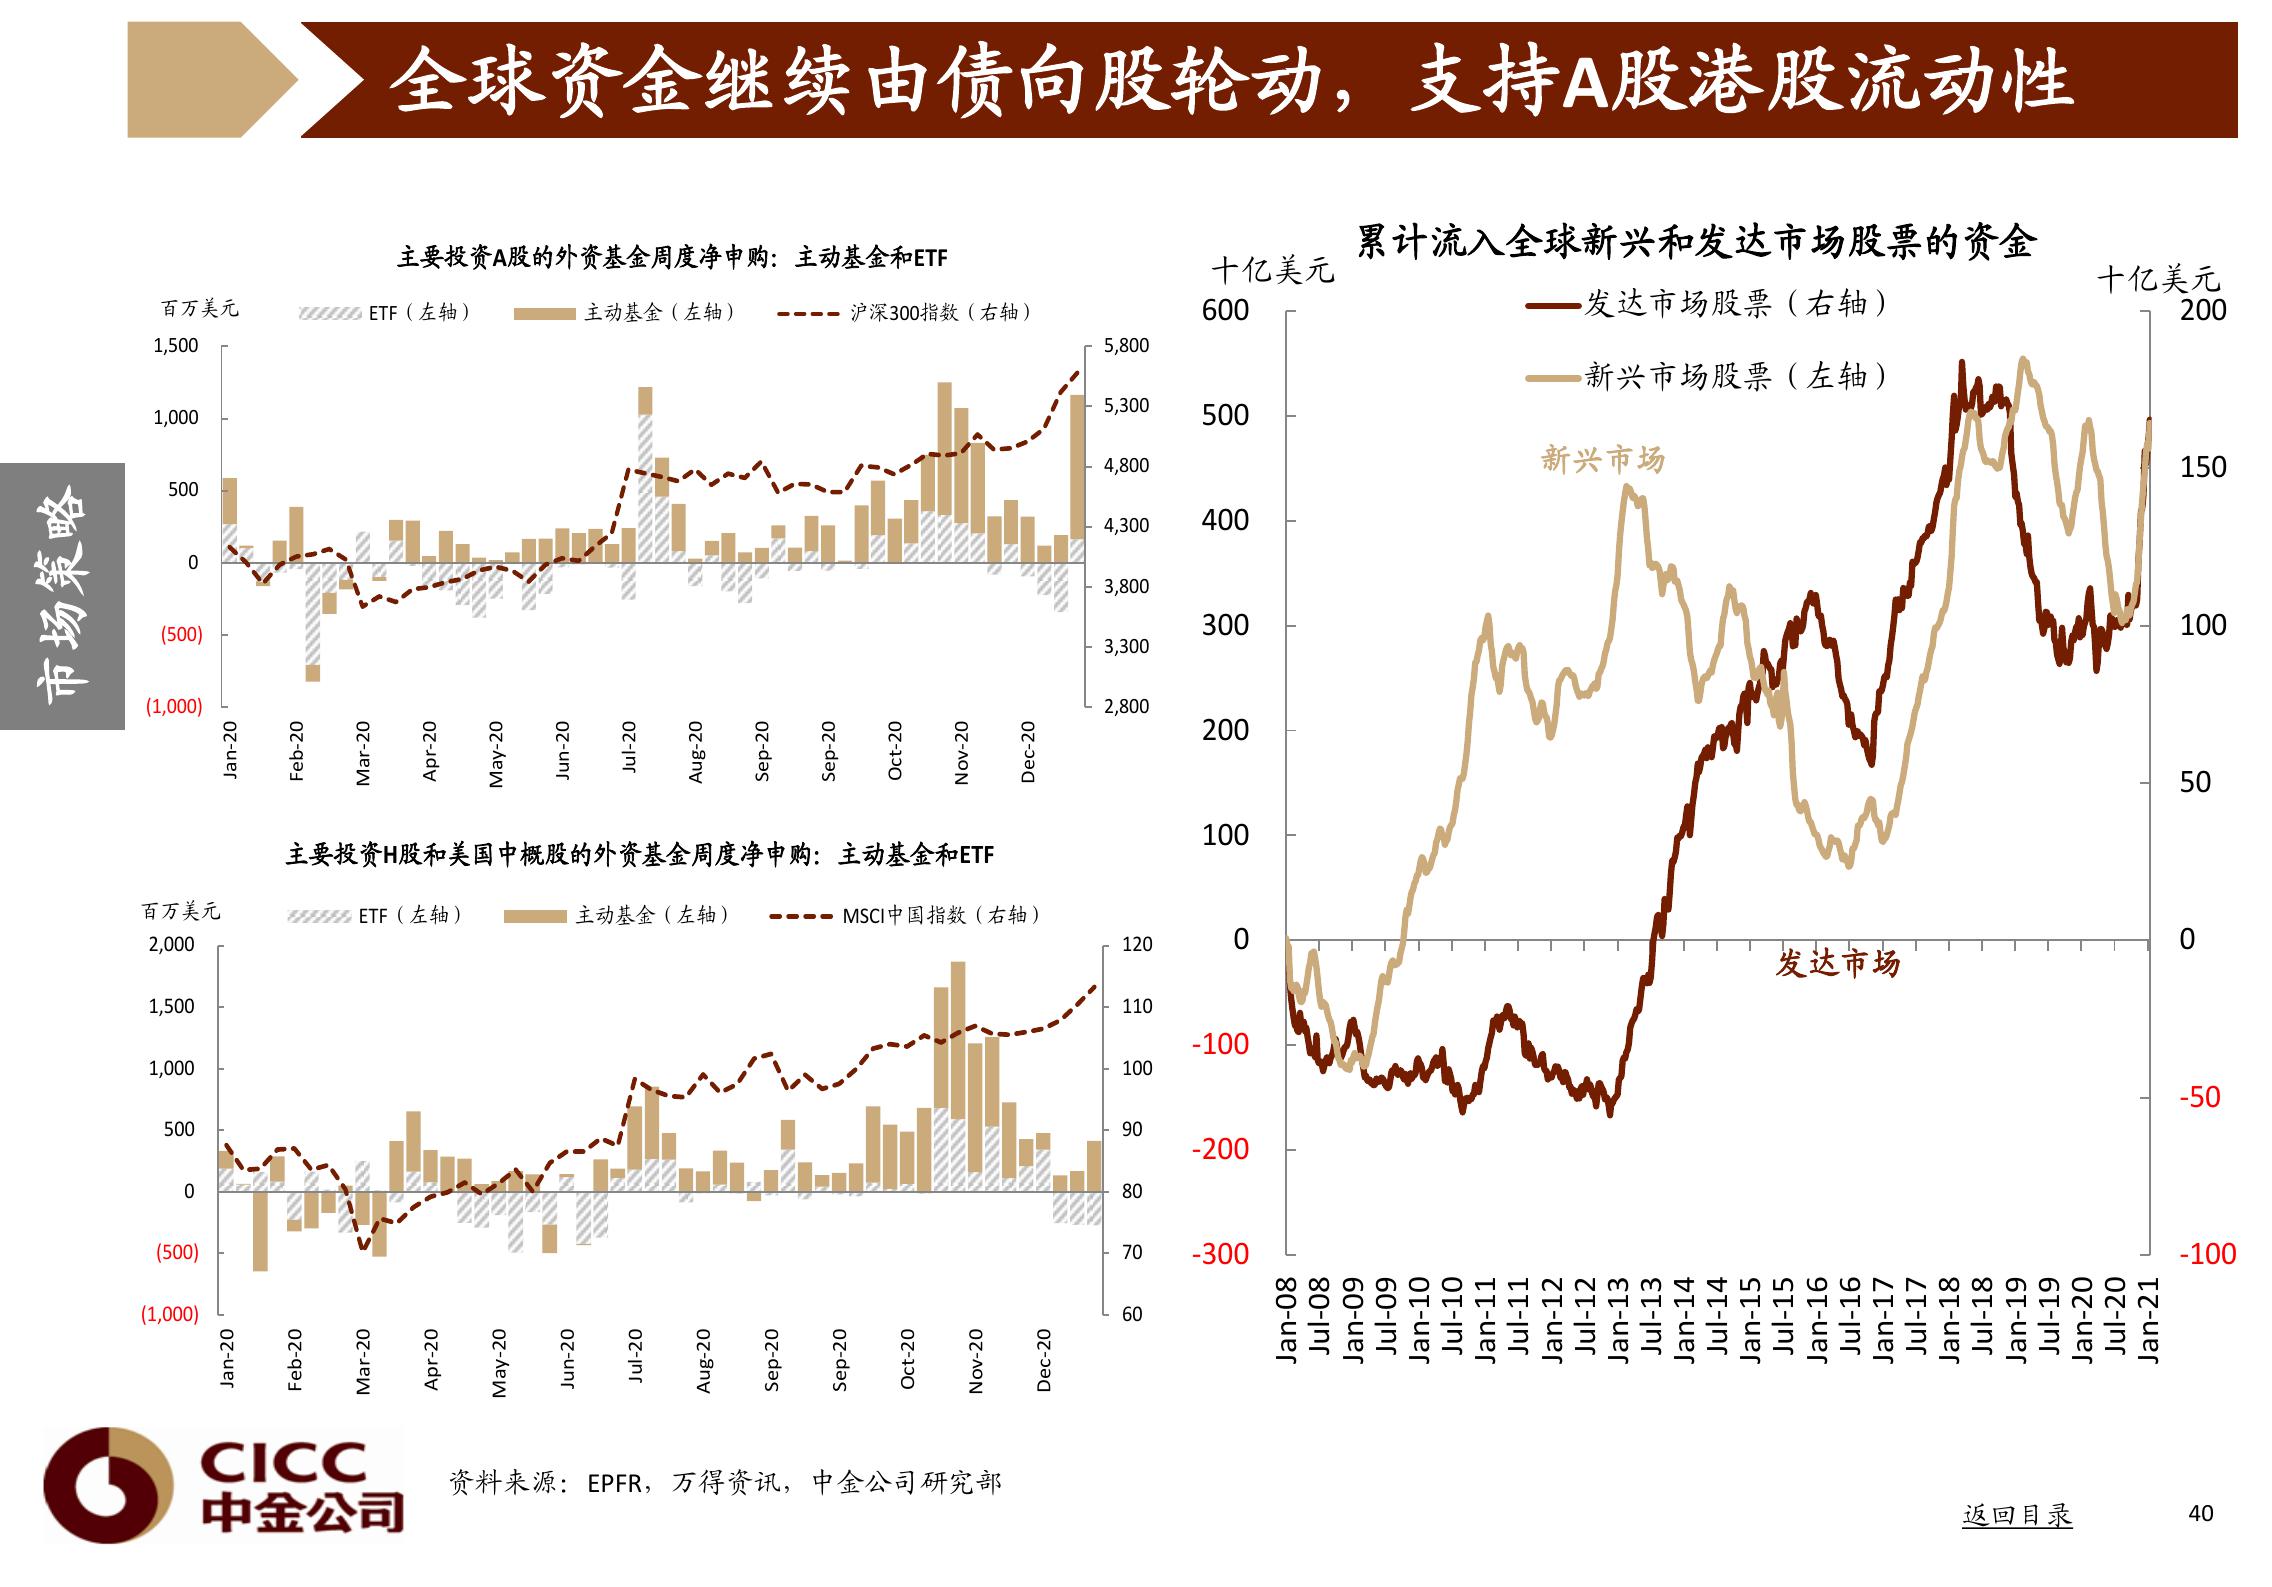 全球资金继续由债向股轮动，支持A股港股流动性
市场策略
主要投资A股的外资基金周度净申购：主动基金和ETF
百万美元
ETF（左轴） 主动基金（左轴） 沪深300指数（右轴）
1,500 5,800
1,000 5,300
500 4,800
0 4,300
(500) 3,800
(1,000) 3,300
2,800
Jan-20 Feb-20 Mar-20 Apr-20 May-20 Jun-20 Jul-20 Aug-20 Sep-20 Sep-20 Oct-20 Nov-20 Dec-20
主要投资H股和美国中概股的外资基金周度净申购：主动基金和ETF
百万美元
ETF（左轴） 主动基金（左轴） MSCI中国指数（右轴）
2,000 120
1,500 110
1,000 100
500 90
0 80
(500) 70
(1,000) 60
Jan-20 Feb-20 Mar-20 Apr-20 May-20 Jun-20 Jul-20 Aug-20 Sep-20 Sep-20 Oct-20 Nov-20 Dec-20
累计流入全球新兴和发达市场股票的资金
十亿美元 十亿美元
发达市场股票（右轴）
新兴市场股票（左轴）
新兴市场
发达市场
600 200
500
150
400
300 100
200
50
100
0 0
-100
-50
-200
-300 -100
Jan-08 Jul-08 Jan-09 Jul-09 Jan-10 Jul-10 Jan-11 Jul-11 Jan-12 Jul-12 Jan-13 Jul-13 Jan-14 Jul-14 Jan-15 Jul-15 Jan-16 Jul-16 Jan-17 Jul-17 Jan-18 Jul-18 Jan-19 Jul-19 Jan-20 Jul-20 Jan-21
CICC
中金公司
资料来源：EPFR，万得资讯，中金公司研究部
返回目录 40